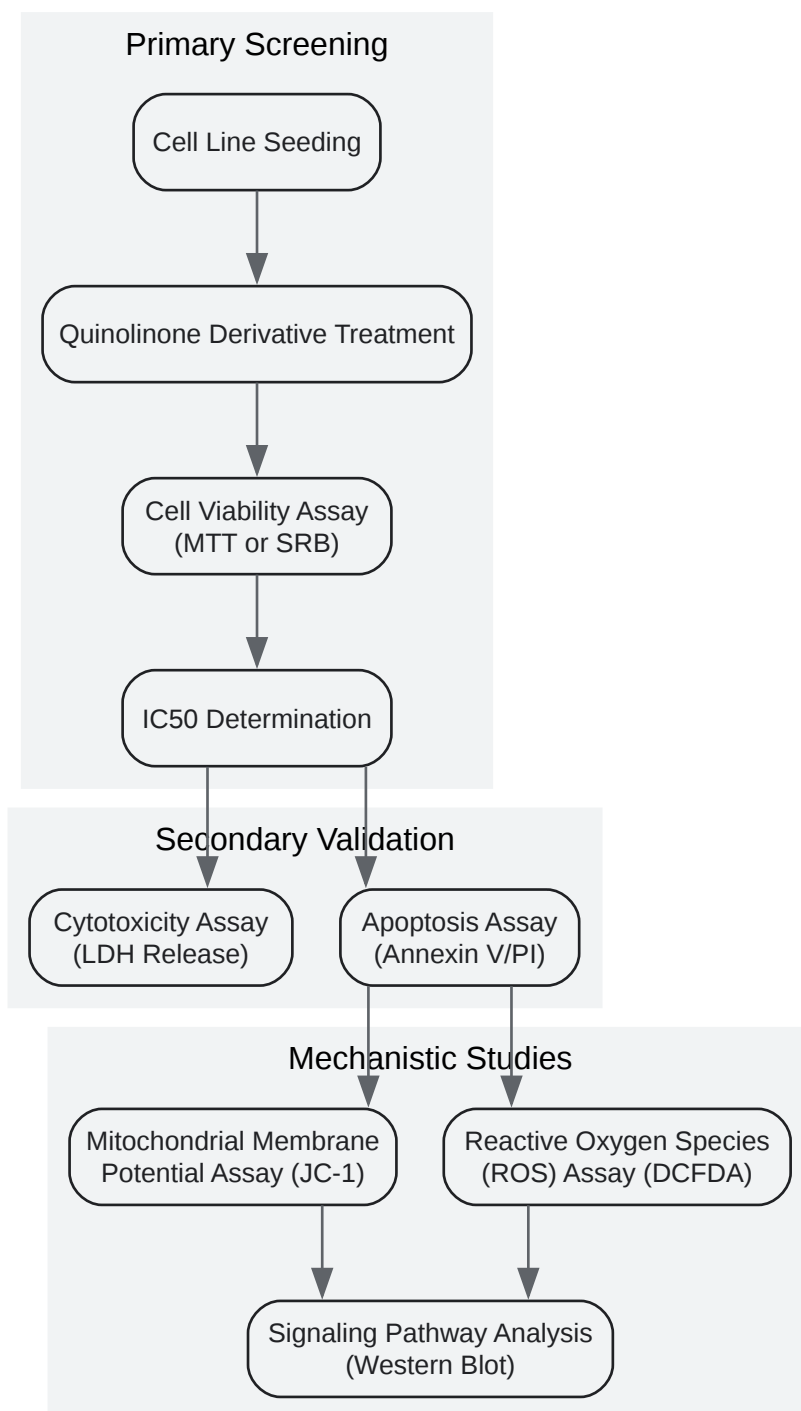 Primary Screening
Cell Line Seeding
Quinolinone Derivative Treatment
Cell Viability Assay
(MTT or SRB)
IC50 Determination
Secondary Validation
Cytotoxicity Assay
(LDH Release)
Apoptosis Assay
(Annexin V/PI)
Mechanistic Studies
Mitochondrial Membrane
Potential Assay (JC-1)
Reactive Oxygen Species
(ROS) Assay (DCFDA)
Signaling Pathway Analysis
(Western Blot)